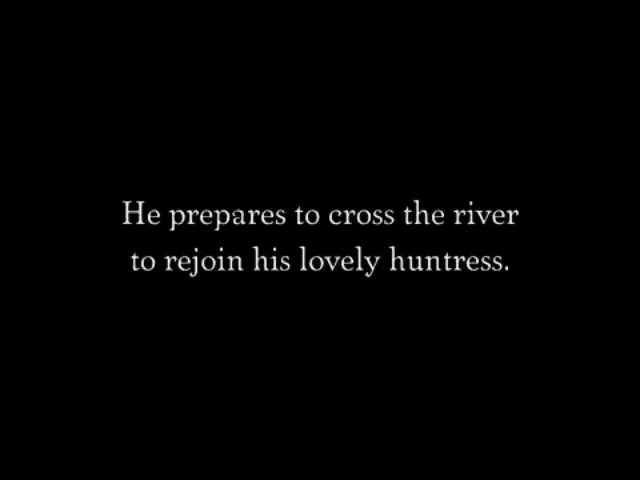 He prepares to cross the river
to rejoin his lovely huntress.